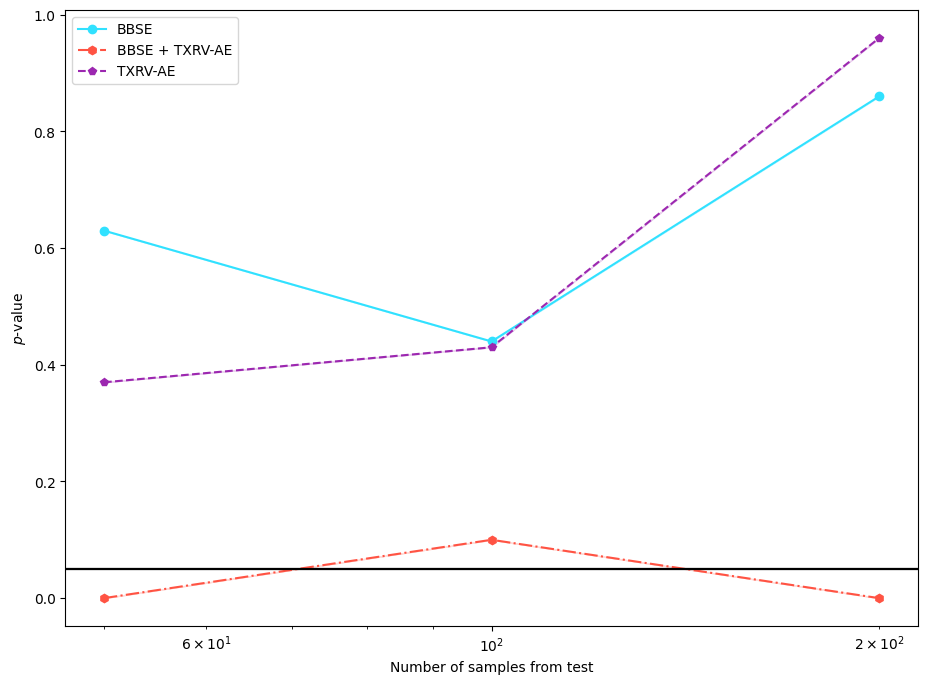 BBSE
BBSE + TXRV-AE
TXRV-AE
1.0
0.8
0.6
0.4
0.2
0.0
p-value
6 × 10¹
10²
2 × 10²
Number of samples from test